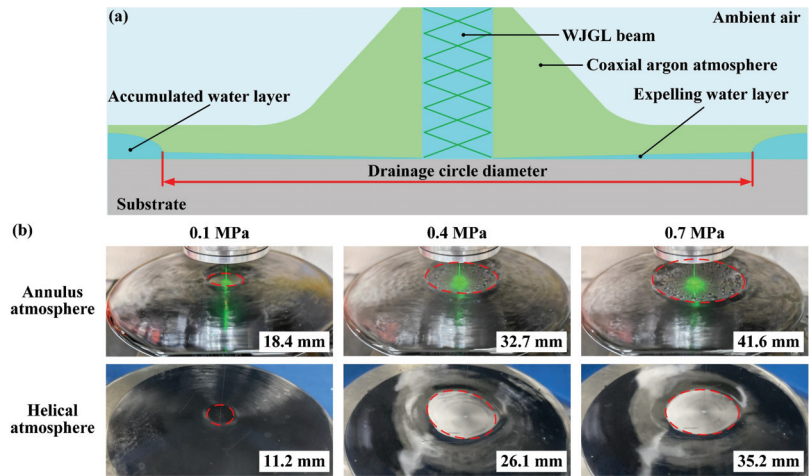 (a)
Ambient air
WJGL beam
Coaxial argon atmosphere
Accumulated water layer
Expelling water layer
Drainage circle diameter
Substrate
(b)
0.1 MPa
0.4 MPa
0.7 MPa
Annulus
atmosphere
18.4 mm
32.7 mm
41.6 mm
Helical
atmosphere
11.2 mm
26.1 mm
35.2 mm